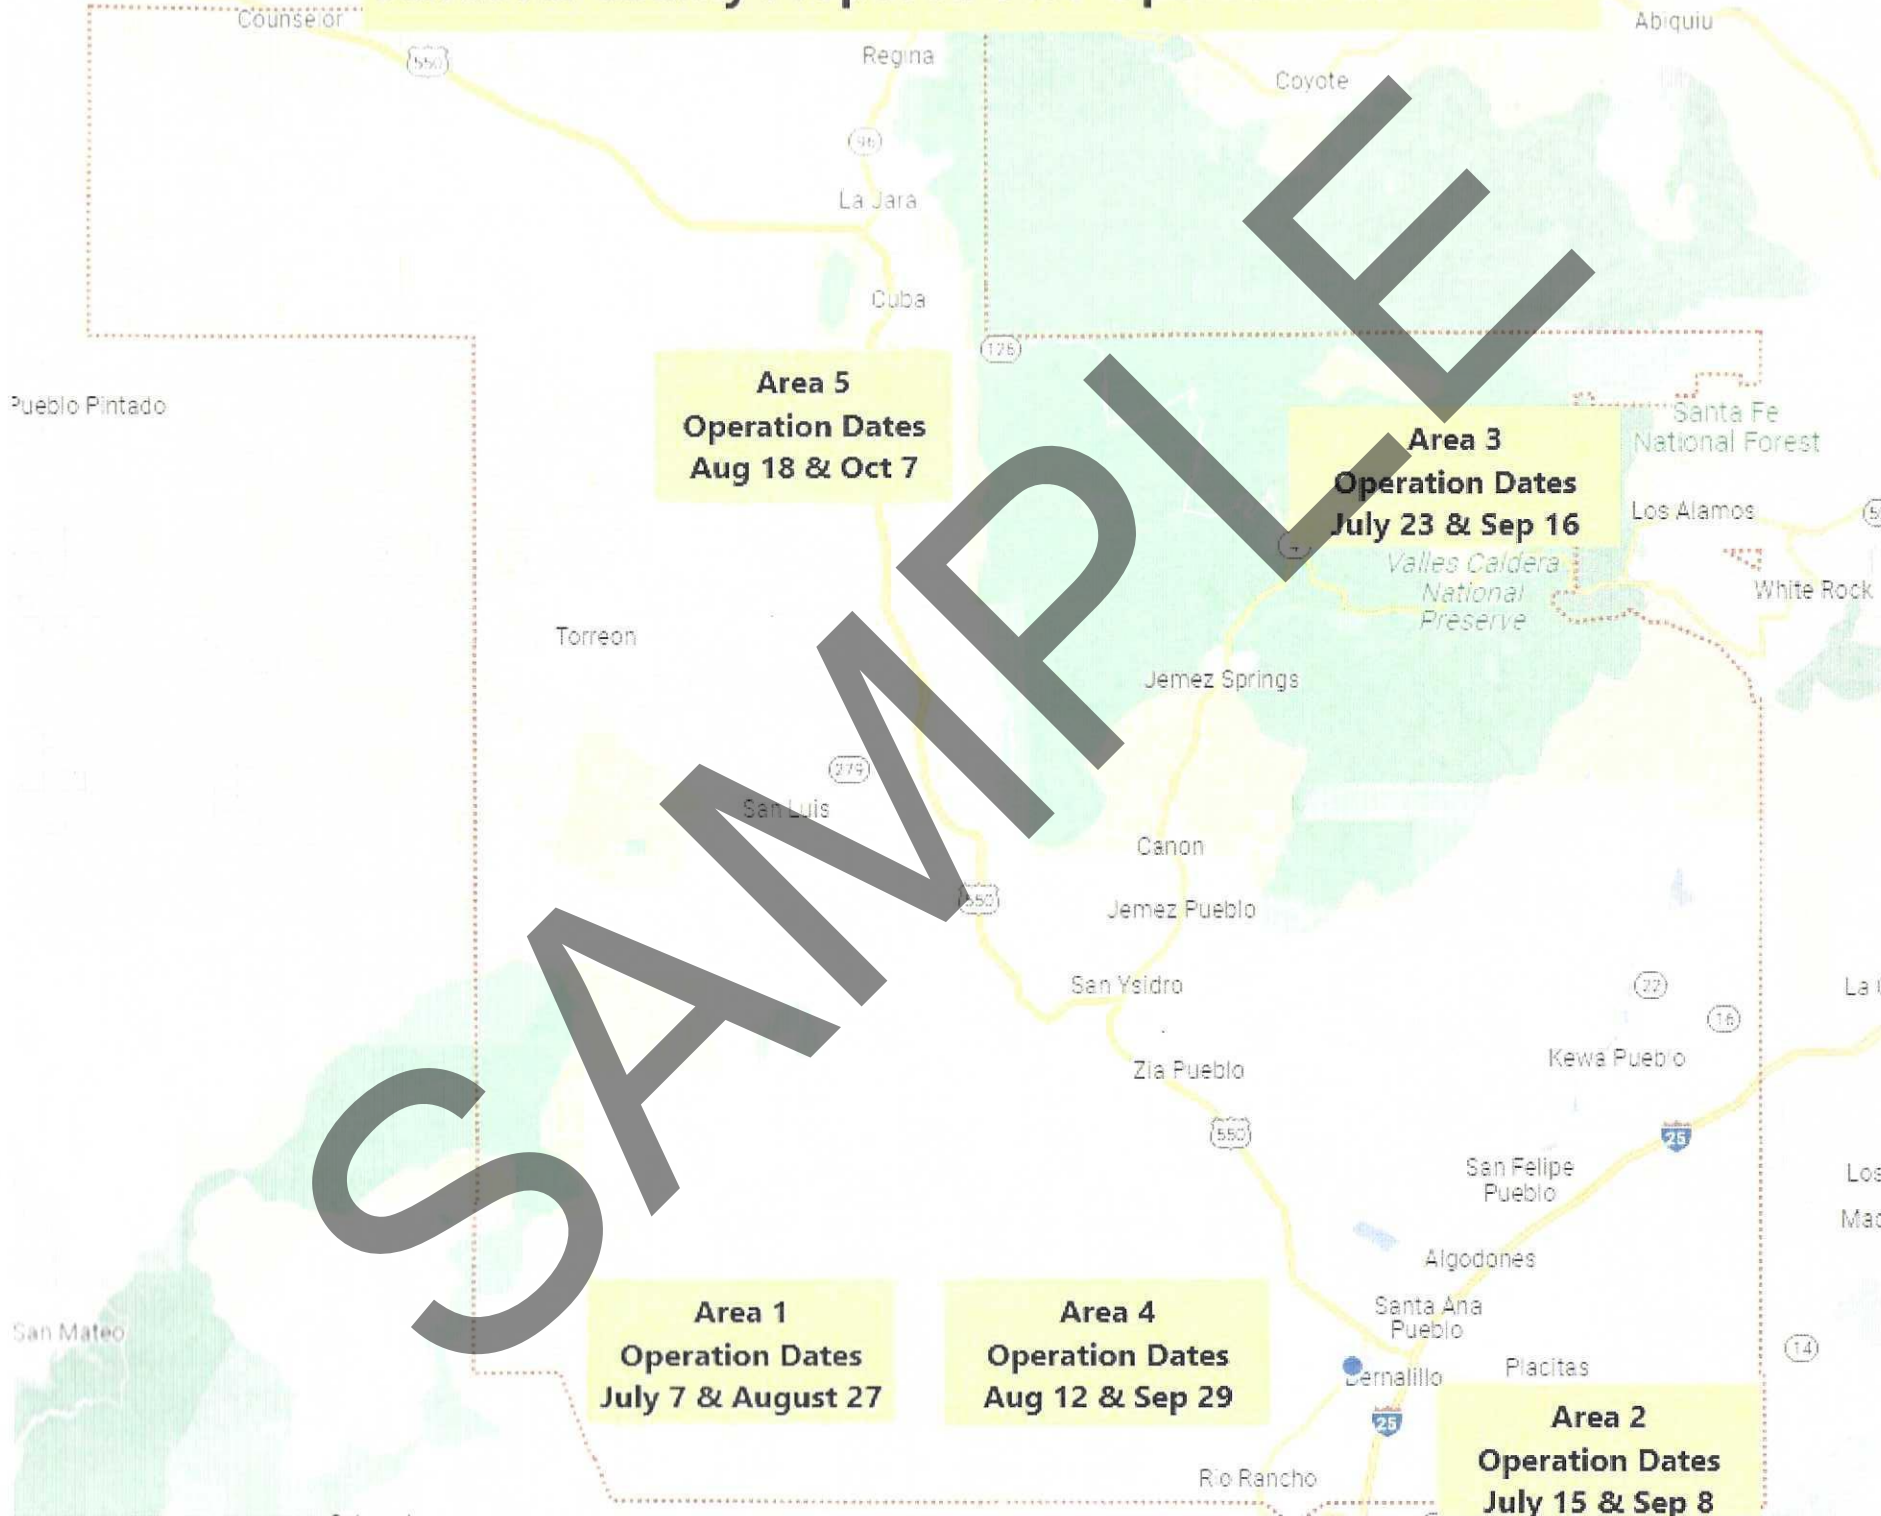 Counselor
Abiquiu
550
Regina
Coyote
96
La Jara
Cuba
126
Area 5
Operation Dates
Aug 18 & Oct 7
Pueblo Pintado
Area 3
Operation Dates
July 23 & Sep 16
Santa Fe
National Forest
Los Alamos
4
Valles Caldera
National
Preserve
White Rock
Torreon
Jemez Springs
279
San Luis
Canon
550
Jemez Pueblo
San Ysidro
22
16
La
Kewa Pueblo
Zia Pueblo
550
25
San Felipe
Pueblo
Los
Algodones
Santa Ana
Pueblo
San Mateo
Area 1
Operation Dates
July 7 & August 27
Area 4
Operation Dates
Aug 12 & Sep 29
14
Bernalillo
Placitas
25
Area 2
Operation Dates
July 15 & Sep 8
Rio Rancho
SAMPLE